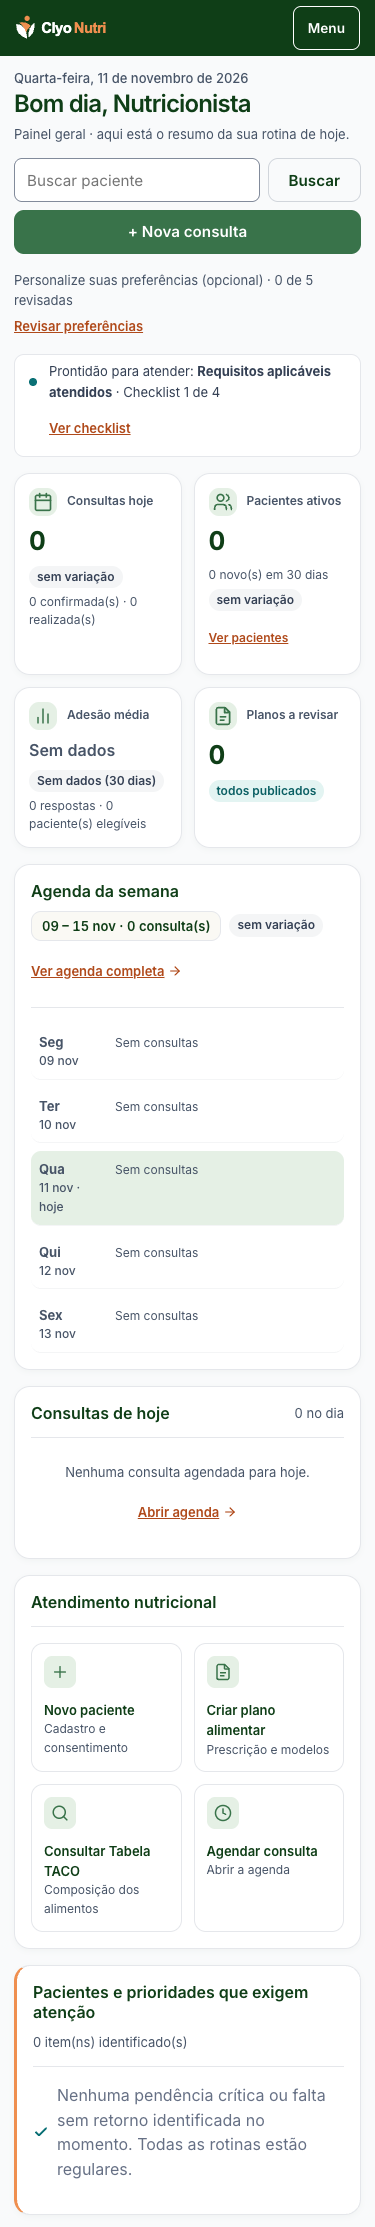 Clyo Nutri
Menu
Quarta-feira, 11 de novembro de 2026
Bom dia, Nutricionista
Painel geral · aqui está o resumo da sua rotina de hoje.
Buscar paciente
Buscar
+ Nova consulta
Personalize suas preferências (opcional) · 0 de 5
revisadas
Revisar preferências
Prontidão para atender: Requisitos aplicáveis
atendidos · Checklist 1 de 4
Ver checklist
Consultas hoje
0
sem variação
0 confirmada(s) · 0
realizada(s)
Pacientes ativos
0
0 novo(s) em 30 dias
sem variação
Ver pacientes
Adesão média
Sem dados
Sem dados (30 dias)
0 respostas · 0
paciente(s) elegíveis
Planos a revisar
0
todos publicados
Agenda da semana
09 – 15 nov · 0 consulta(s)
sem variação
Ver agenda completa →
Seg
09 nov
Sem consultas
Ter
10 nov
Sem consultas
Qua
11 nov ·
hoje
Sem consultas
Qui
12 nov
Sem consultas
Sex
13 nov
Sem consultas
Consultas de hoje
0 no dia
Nenhuma consulta agendada para hoje.
Abrir agenda →
Atendimento nutricional
Novo paciente
Cadastro e
consentimento
Criar plano
alimentar
Prescrição e modelos
Consultar Tabela
TACO
Composição dos
alimentos
Agendar consulta
Abrir a agenda
Pacientes e prioridades que exigem
atenção
0 item(ns) identificado(s)
Nenhuma pendência crítica ou falta
sem retorno identificada no
momento. Todas as rotinas estão
regulares.